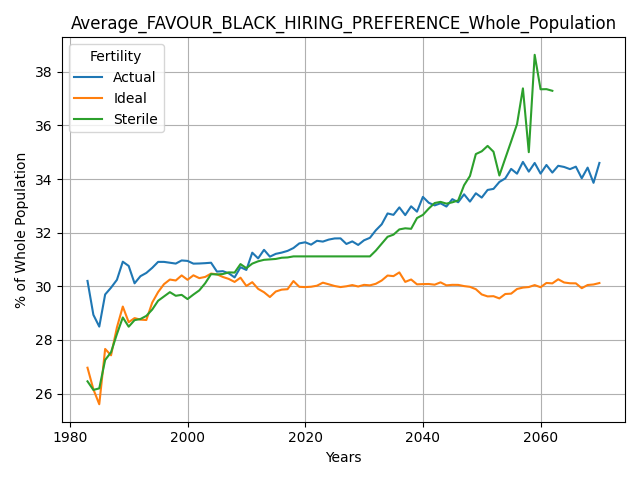 Average_FAVOUR_BLACK_HIRING_PREFERENCE_Whole_Population
Fertility
Actual
Ideal
Sterile
% of Whole Population
38
36
34
32
30
28
26
1980
2000
2020
2040
2060
Years